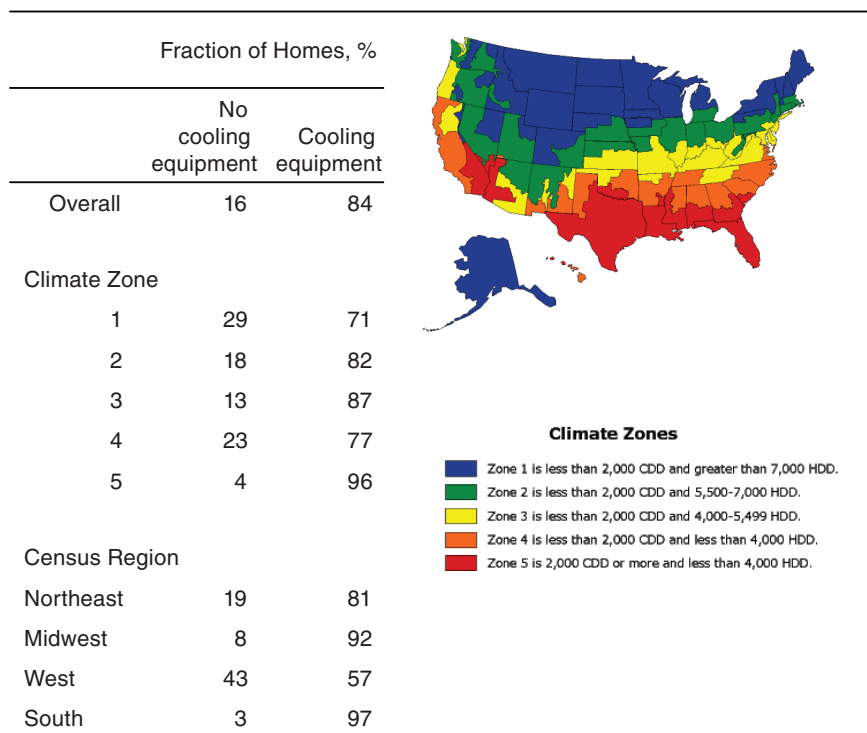 Fraction of Homes, %
No
cooling Cooling
equipment equipment
Overall 16 84
Climate Zone
1 29 71
2 18 82
3 13 87
4 23 77
5 4 96
Census Region
Northeast 19 81
Midwest 8 92
West 43 57
South 3 97
Climate Zones
Zone 1 is less than 2,000 CDD and greater than 7,000 HDD.
Zone 2 is less than 2,000 CDD and 5,500-7,000 HDD.
Zone 3 is less than 2,000 CDD and 4,000-5,499 HDD.
Zone 4 is less than 2,000 CDD and less than 4,000 HDD.
Zone 5 is 2,000 CDD or more and less than 4,000 HDD.